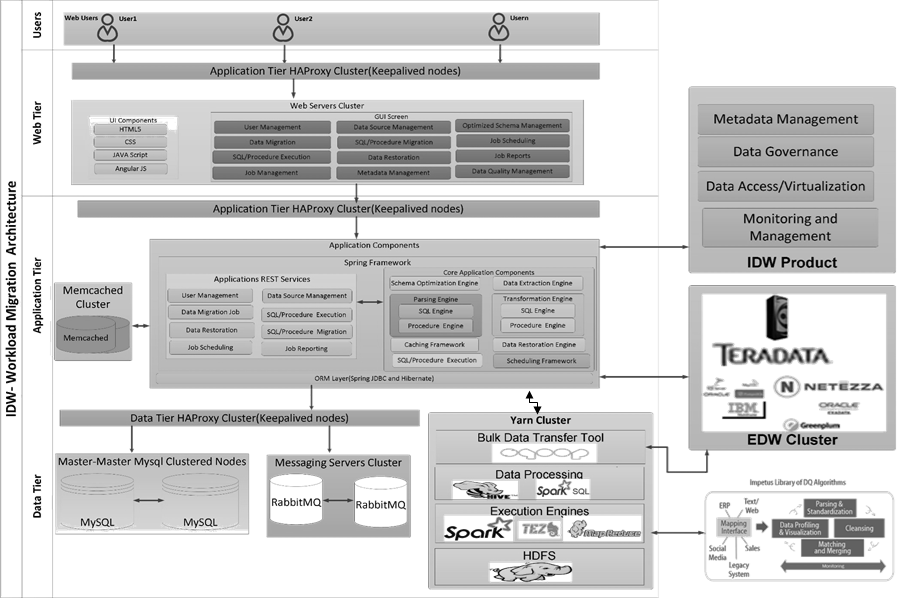 IDW- Workload Migration Architecture
Users
Web Users
User1
User2
Usern
Web Tier
Application Tier HAProxy Cluster(Keepalived nodes)
Web Servers Cluster
UI Components
HTML5
CSS
JAVA Script
Angular JS
GUI Screen
User Management
Data Source Management
Optimized Schema Management
Data Migration
SQL/Procedure Migration
Job Scheduling
SQL/Procedure Execution
Data Restoration
Job Reports
Job Management
Metadata Management
Data Quality Management
Application Tier
Application Tier HAProxy Cluster(Keepalived nodes)
Application Components
Spring Framework
Applications REST Services
User Management
Data Source Management
Data Migration Job
SQL/Procedure Execution
Data Restoration
SQL/Procedure Migration
Job Scheduling
Job Reporting
Core Application Components
Schema Optimization Engine
Data Extraction Engine
Parsing Engine
SQL Engine
Procedure Engine
Transformation Engine
SQL Engine
Procedure Engine
Caching Framework
Data Restoration Engine
SQL/Procedure Execution
Scheduling Framework
ORM Layer(Spring JDBC and Hibernate)
Memcached
Cluster
Memcached
Data Tier
Data Tier HAProxy Cluster(Keepalived nodes)
Master-Master Mysql Clustered Nodes
MySQL
MySQL
Messaging Servers Cluster
RabbitMQ
RabbitMQ
Yarn Cluster
Bulk Data Transfer Tool
sqoop
Data Processing
HIVE
Spark SQL
Execution Engines
Spark
TEZ
Map Reduce
HDFS
Metadata Management
Data Governance
Data Access/Virtualization
Monitoring and
Management
IDW Product
TERADATA
ORACLE
IBM
N NETEZZA
ORACLE
EXADATA
Greenplum
EDW Cluster
Impetus Library of DQ Algorithms
ERP
Text/
Web
Mapping
Interface
Social
Media
Sales
Legacy
System
Parsing &
Standardization
Data Profiling
& Visualization
Cleansing
Matching
and Merging
Monitoring